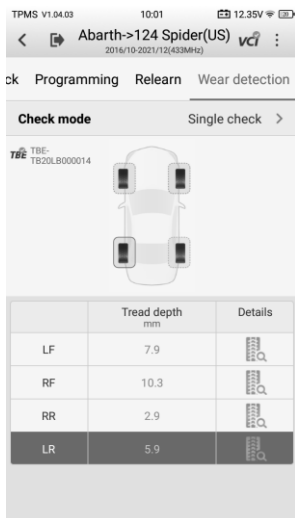 TPMS V1.04.03 10:01 12.35V
Abarth->124 Spider(US) VCI
2016/10-2021/12(433MHz)
ck Programming Relearn Wear detection
Check mode Single check >
TBE TBE-
TB20LB000014
Tread depth Details
mm
LF 7.9
RF 10.3
RR 2.9
LR 5.9